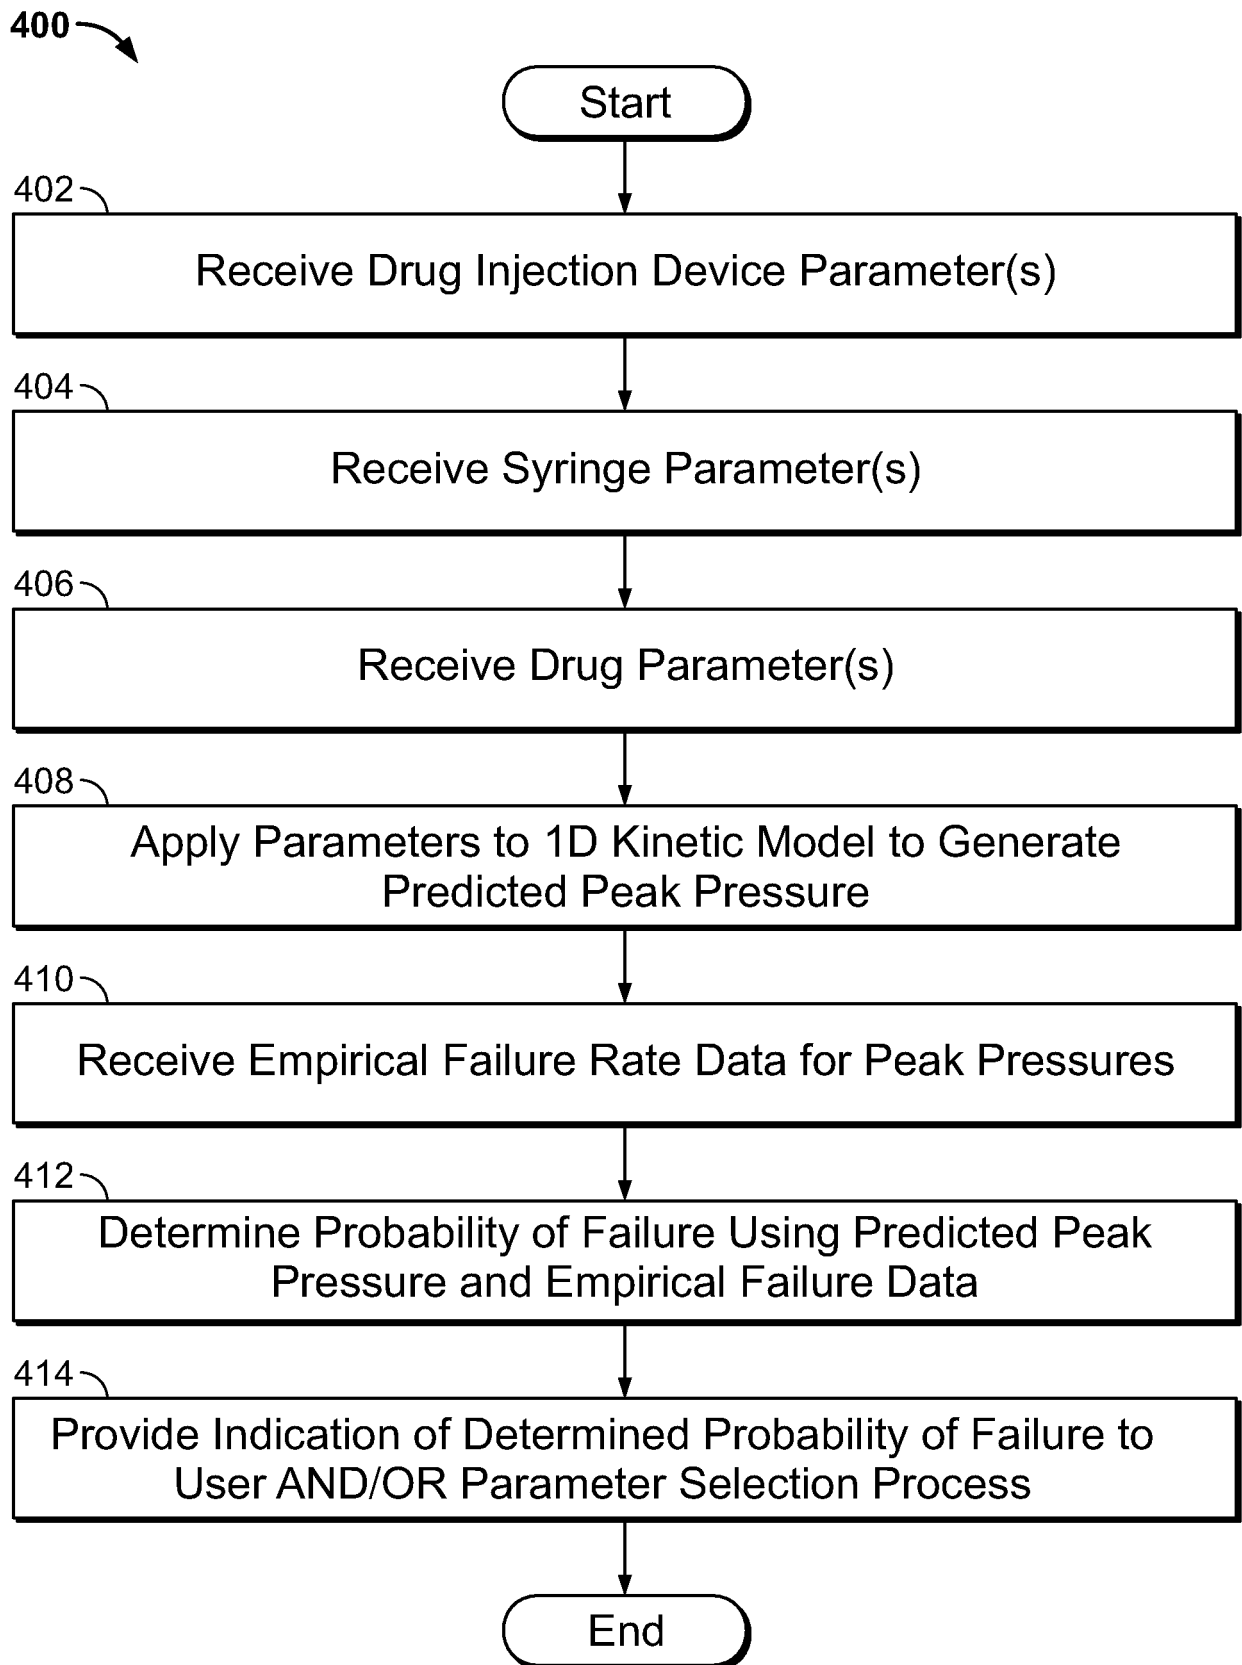 400
Start
402
Receive Drug Injection Device Parameter(s)
404
Receive Syringe Parameter(s)
406
Receive Drug Parameter(s)
408
Apply Parameters to 1D Kinetic Model to Generate
Predicted Peak Pressure
410
Receive Empirical Failure Rate Data for Peak Pressures
412
Determine Probability of Failure Using Predicted Peak
Pressure and Empirical Failure Data
414
Provide Indication of Determined Probability of Failure to
User AND/OR Parameter Selection Process
End